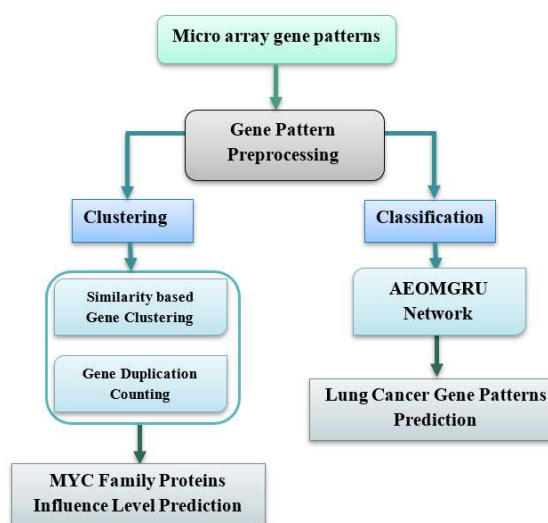 Micro array gene patterns
Gene Pattern
Preprocessing
Clustering
Classification
Similarity based
Gene Clustering
Gene Duplication
Counting
MYC Family Proteins
Influence Level Prediction
AEOMGRU
Network
Lung Cancer Gene Patterns
Prediction